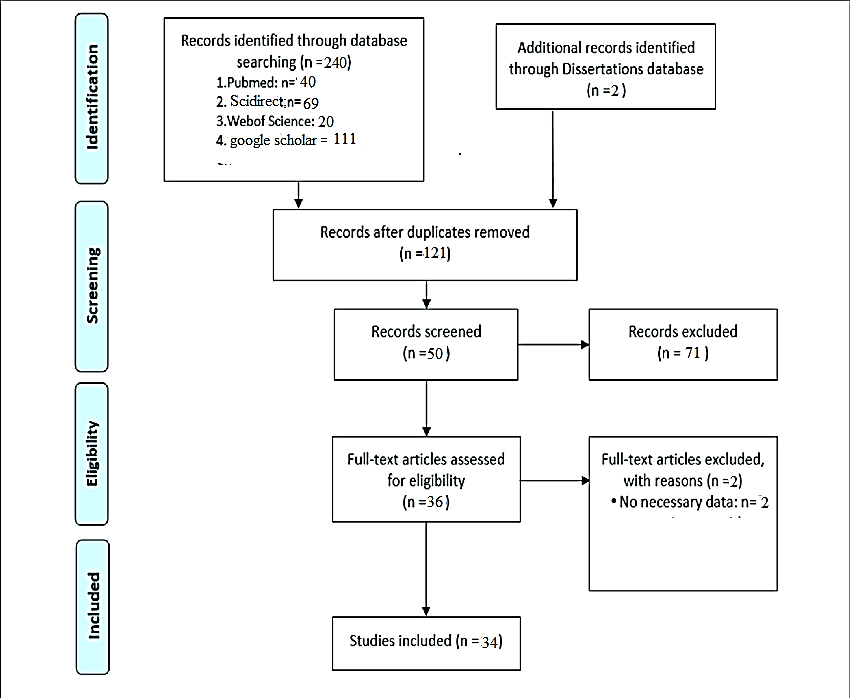 Identification
Records identified through database
searching (n =240)
1.Pubmed: n= 40
2. Scidirect:n= 69
3.Webof Science: 20
4. google scholar = 111
Additional records identified
through Dissertations database
(n =2 )
Screening
Records after duplicates removed
(n =121)
Records screened
(n =50 )
Records excluded
(n = 71 )
Eligibility
Full-text articles assessed
for eligibility
(n =36 )
Full-text articles excluded,
with reasons (n =2)
• No necessary data: n= 2
Included
Studies included (n =34)